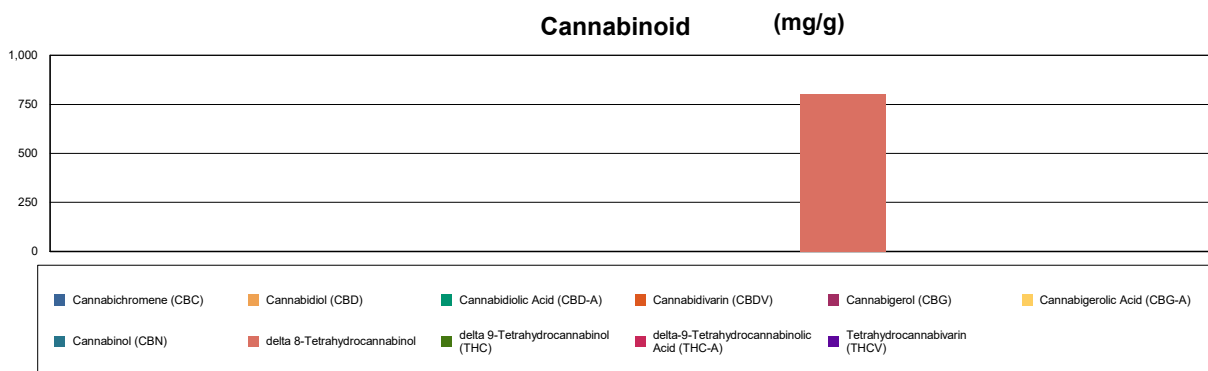 Cannabinoid (mg/g)
1,000
750
500
250
0
Cannabichromene (CBC)
Cannabidiol (CBD)
Cannabidiolic Acid (CBD-A)
Cannabidivarin (CBDV)
Cannabigerol (CBG)
Cannabigerolic Acid (CBG-A)
Cannabinol (CBN)
delta 8-Tetrahydrocannabinol
delta 9-Tetrahydrocannabinol
(THC)
delta-9-Tetrahydrocannabinolic
Acid (THC-A)
Tetrahydrocannabivarin
(THCV)